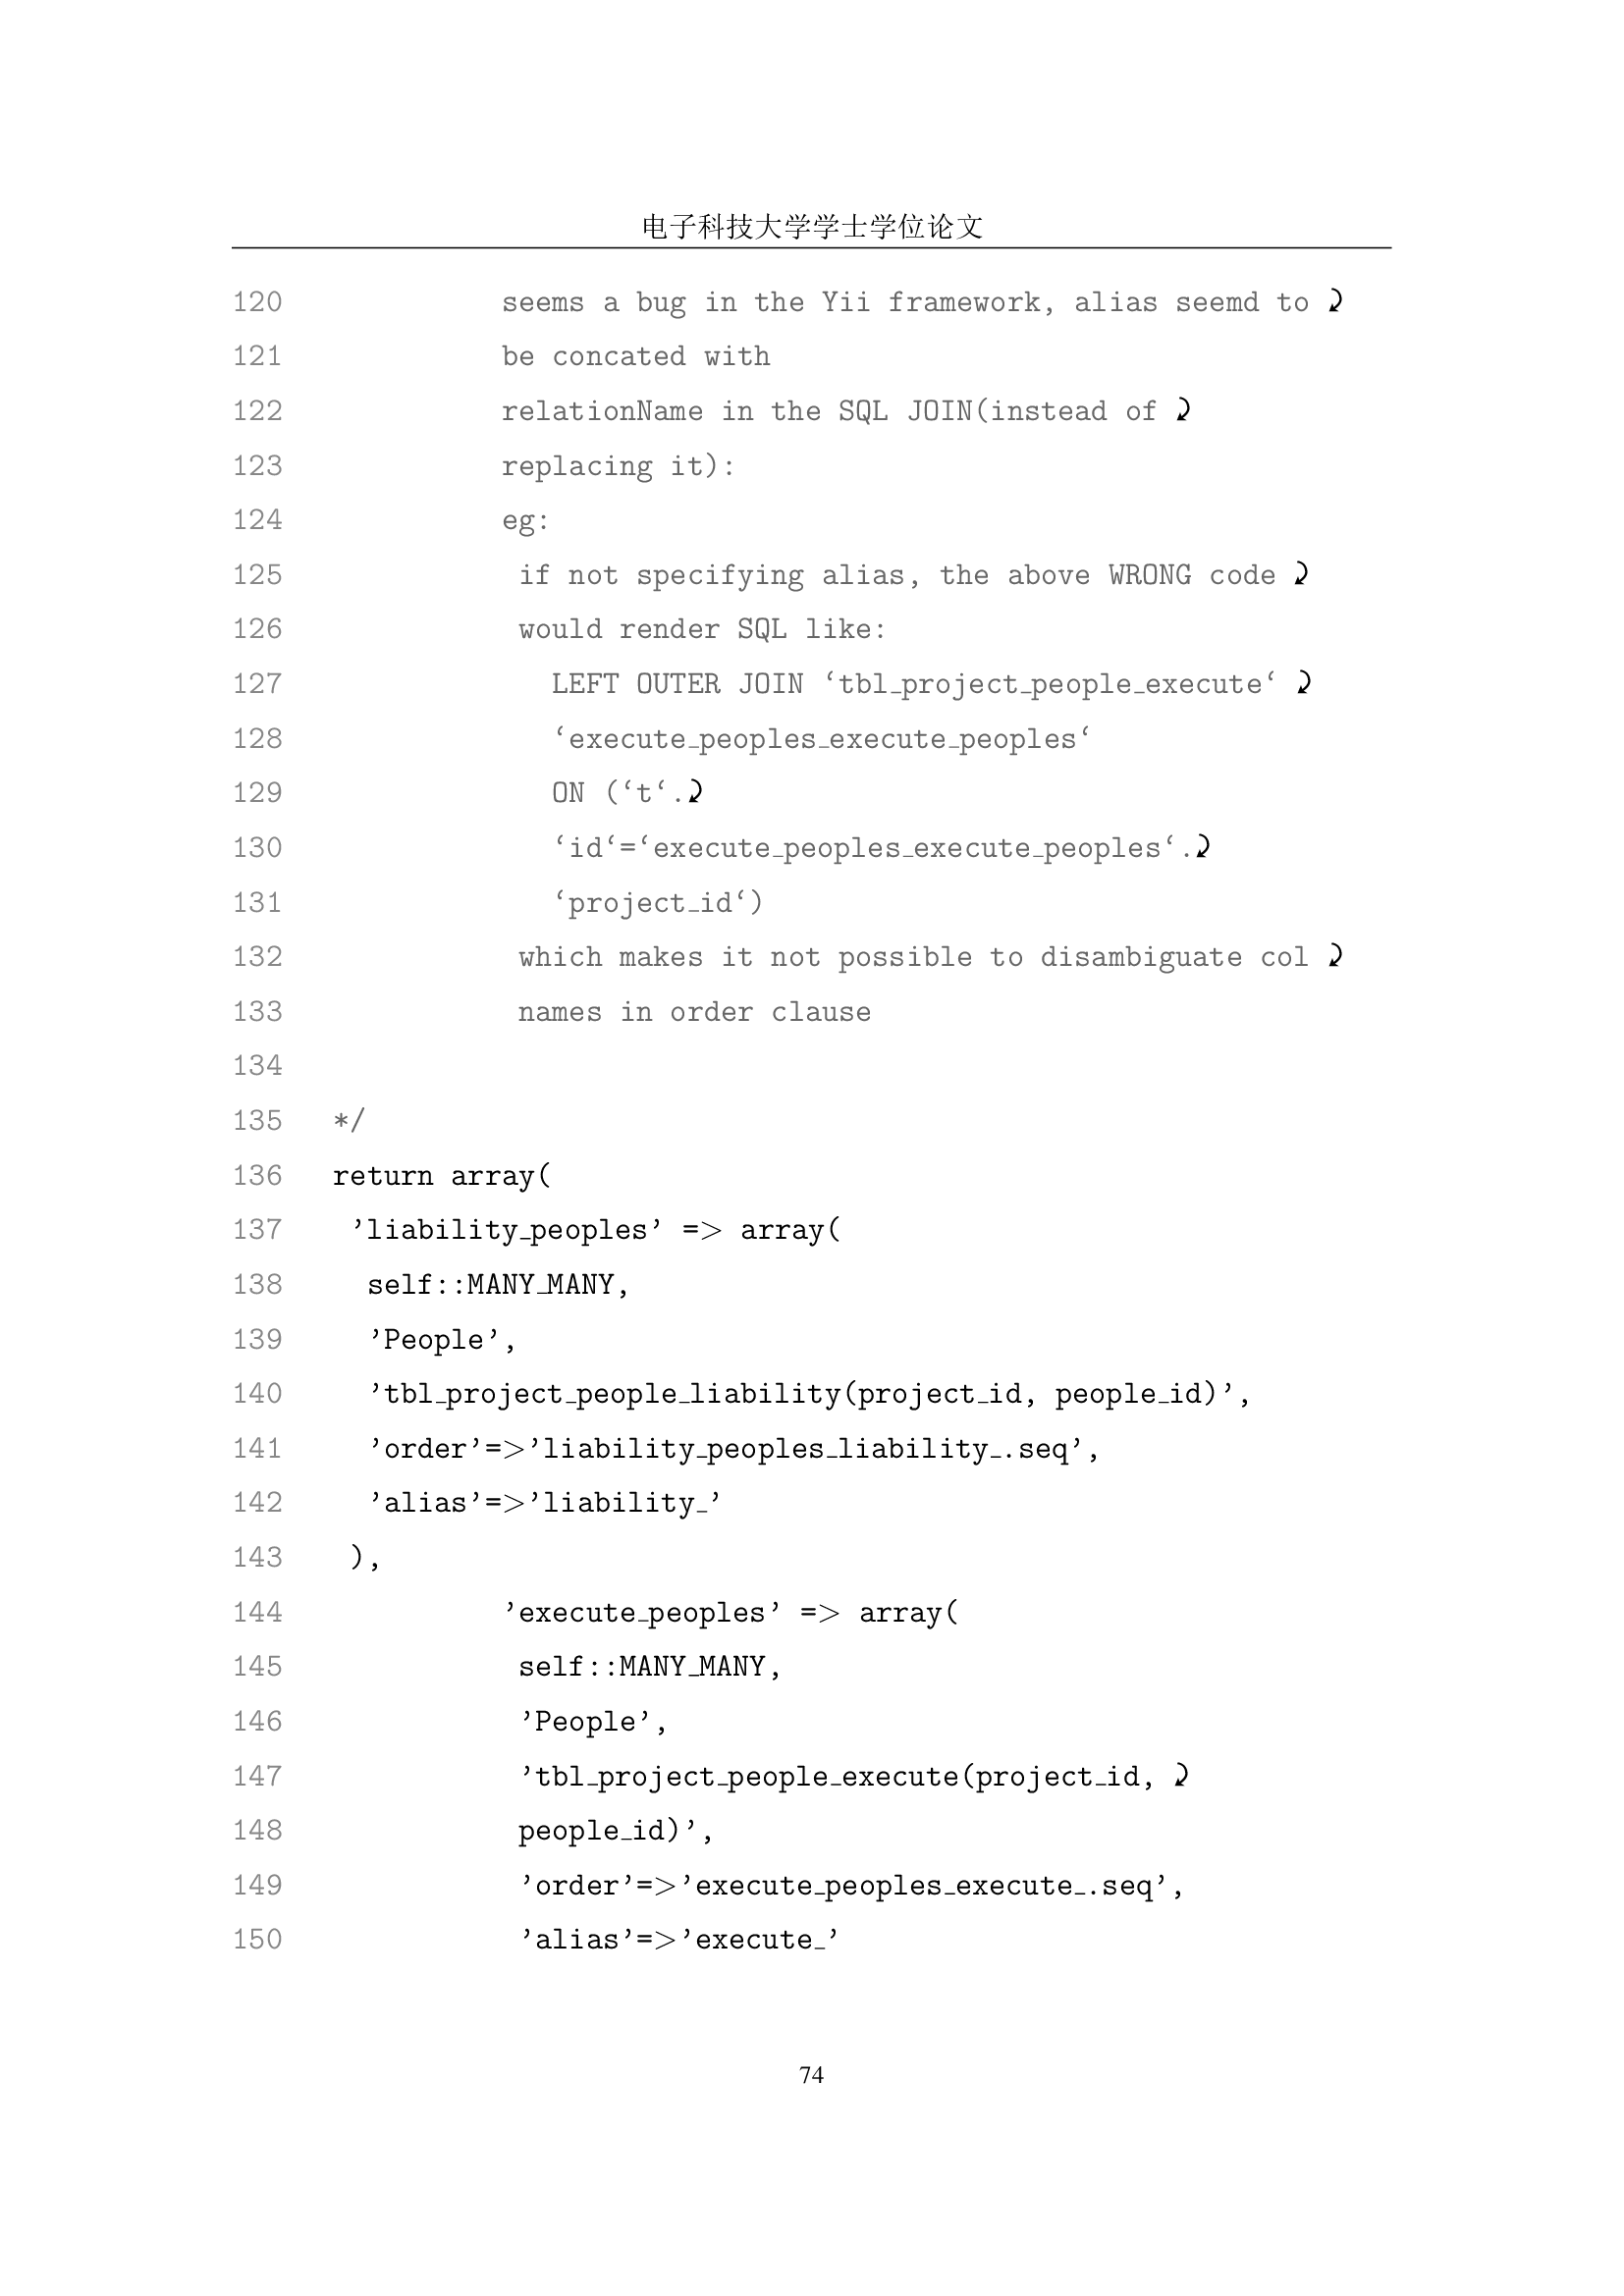 电子科技大学学士学位论文
120 seems a bug in the Yii framework, alias seemd to ⤸
121 be concated with
122 relationName in the SQL JOIN(instead of ⤸
123 replacing it):
124 eg:
125 if not specifying alias, the above WRONG code ⤸
126 would render SQL like:
127 LEFT OUTER JOIN ‘tbl_project_people_execute‘ ⤸
128 ‘execute_peoples_execute_peoples‘
129 ON (‘t‘.⤸
130 ‘id‘=‘execute_peoples_execute_peoples‘.⤸
131 ‘project_id‘)
132 which makes it not possible to disambiguate col ⤸
133 names in order clause
134
135 */
136 return array(
137 ’liability_peoples’ => array(
138 self::MANY_MANY,
139 ’People’,
140 ’tbl_project_people_liability(project_id, people_id)’,
141 ’order’=>’liability_peoples_liability_.seq’,
142 ’alias’=>’liability_’
143 ),
144 ’execute_peoples’ => array(
145 self::MANY_MANY,
146 ’People’,
147 ’tbl_project_people_execute(project_id, ⤸
148 people_id)’,
149 ’order’=>’execute_peoples_execute_.seq’,
150 ’alias’=>’execute_’
74